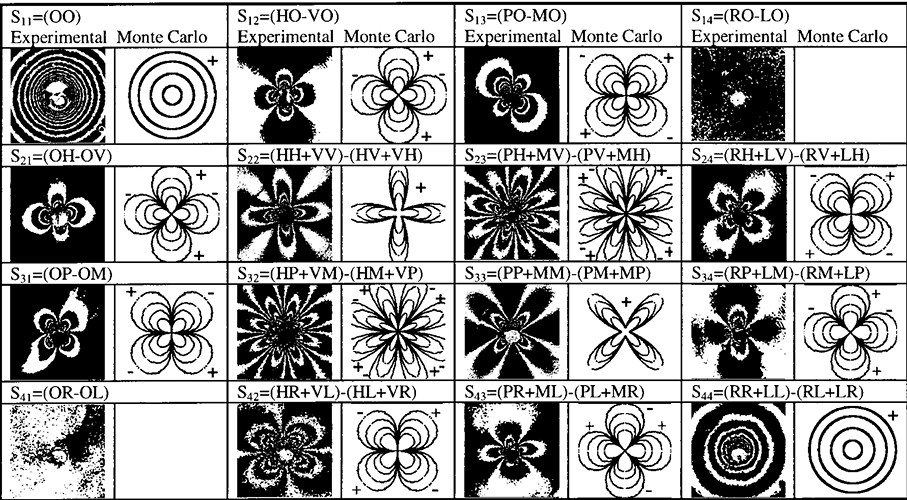 S11=(OO) S12=(HO-VO) S13=(PO-MO) S14=(RO-LO)
Experimental Monte Carlo Experimental Monte Carlo Experimental Monte Carlo Experimental Monte Carlo
+ + - - + - + + - + -
S21=(OH-OV) S22=(HH+VV)-(HV+VH) S23=(PH+MV)-(PV+MH) S24=(RH+LV)-(RV+LH)
+ - - + + - + - + + - + - - + + -
S31=(OP-OM) S32=(HP+VM)-(HM+VP) S33=(PP+MM)-(PM+MP) S34=(RP+LM)-(RM+LP)
+ - - + - + + - + + - - +
S41=(OR-OL) S42=(HR+VL)-(HL+VR) S43=(PR+ML)-(PL+MR) S44=(RR+LL)-(RL+LR)
- + + - - + + - +